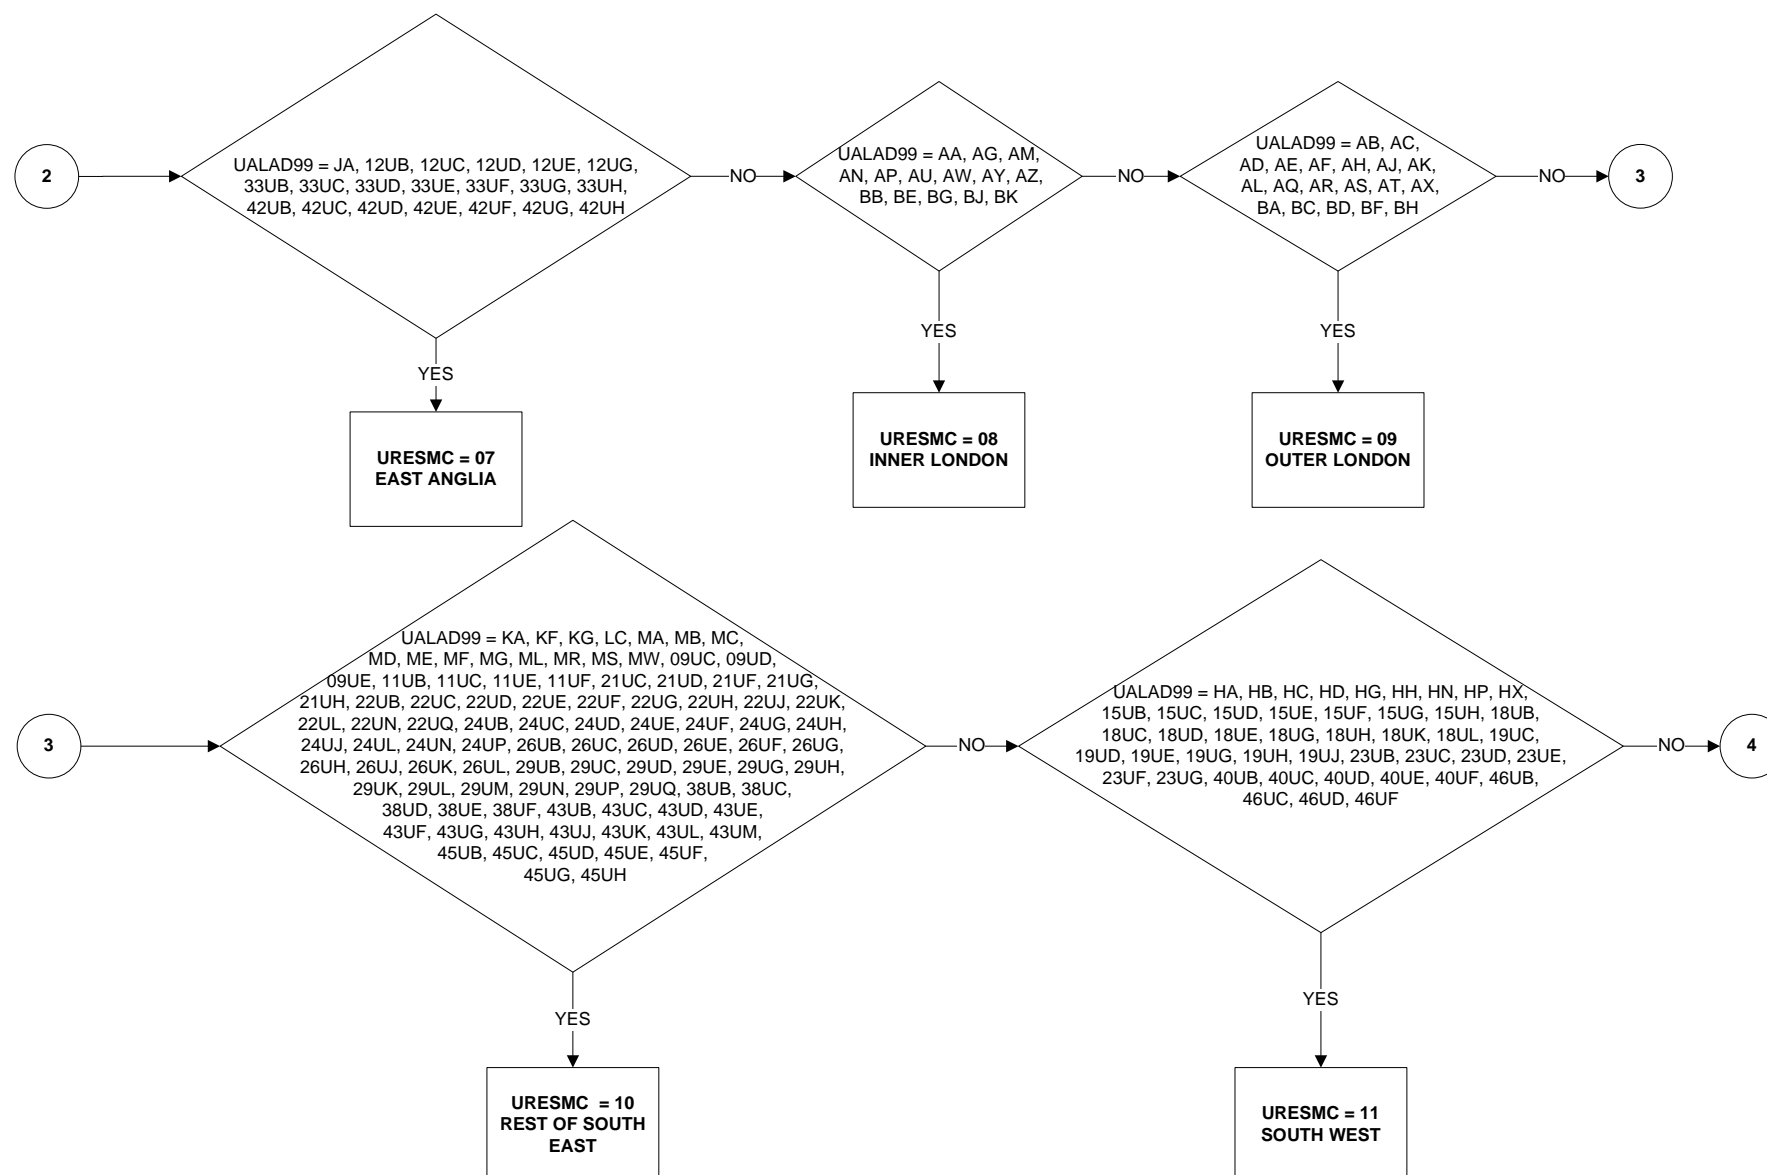 2
UALAD99 = JA, 12UB, 12UC, 12UD, 12UE, 12UG,
33UB, 33UC, 33UD, 33UE, 33UF, 33UG, 33UH,
42UB, 42UC, 42UD, 42UE, 42UF, 42UG, 42UH
NO
UALAD99 = AA, AG, AM,
AN, AP, AU, AW, AY, AZ,
BB, BE, BG, BJ, BK
NO
UALAD99 = AB, AC,
AD, AE, AF, AH, AJ, AK,
AL, AQ, AR, AS, AT, AX,
BA, BC, BD, BF, BH
NO
3
YES
YES
YES
URESMC = 07
EAST ANGLIA
URESMC = 08
INNER LONDON
URESMC = 09
OUTER LONDON
3
UALAD99 = KA, KF, KG, LC, MA, MB, MC,
MD, ME, MF, MG, ML, MR, MS, MW, 09UC, 09UD,
09UE, 11UB, 11UC, 11UE, 11UF, 21UC, 21UD, 21UF, 21UG,
21UH, 22UB, 22UC, 22UD, 22UE, 22UF, 22UG, 22UH, 22UJ, 22UK,
22UL, 22UN, 22UQ, 24UB, 24UC, 24UD, 24UE, 24UF, 24UG, 24UH,
24UJ, 24UL, 24UN, 24UP, 26UB, 26UC, 26UD, 26UE, 26UF, 26UG,
26UH, 26UJ, 26UK, 26UL, 29UB, 29UC, 29UD, 29UE, 29UG, 29UH,
29UK, 29UL, 29UM, 29UN, 29UP, 29UQ, 38UB, 38UC,
38UD, 38UE, 38UF, 43UB, 43UC, 43UD, 43UE,
43UF, 43UG, 43UH, 43UJ, 43UK, 43UL, 43UM,
45UB, 45UC, 45UD, 45UE, 45UF,
45UG, 45UH
NO
UALAD99 = HA, HB, HC, HD, HG, HH, HN, HP, HX,
15UB, 15UC, 15UD, 15UE, 15UF, 15UG, 15UH, 18UB,
18UC, 18UD, 18UE, 18UG, 18UH, 18UK, 18UL, 19UC,
19UD, 19UE, 19UG, 19UH, 19UJ, 23UB, 23UC, 23UD, 23UE,
23UF, 23UG, 40UB, 40UC, 40UD, 40UE, 40UF, 46UB,
46UC, 46UD, 46UF
NO
4
YES
YES
URESMC = 10
REST OF SOUTH
EAST
URESMC = 11
SOUTH WEST